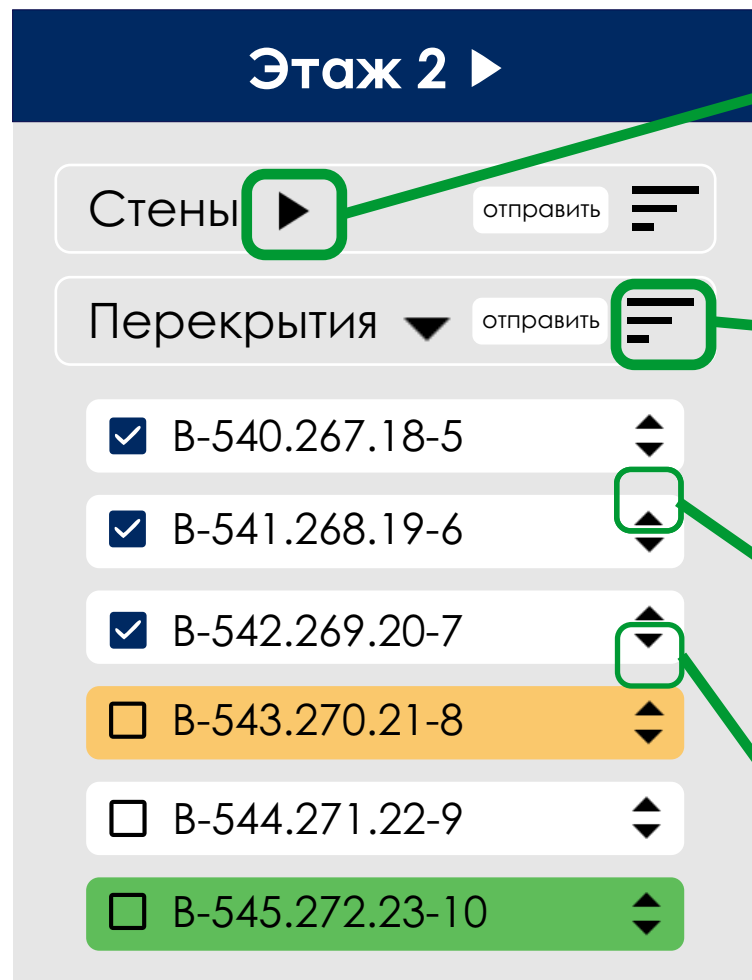 Этаж 2
Стены отправить
Перекрытия отправить
В-540.267.18-5
В-541.268.19-6
В-542.269.20-7
В-543.270.21-8
В-544.271.22-9
В-545.272.23-10